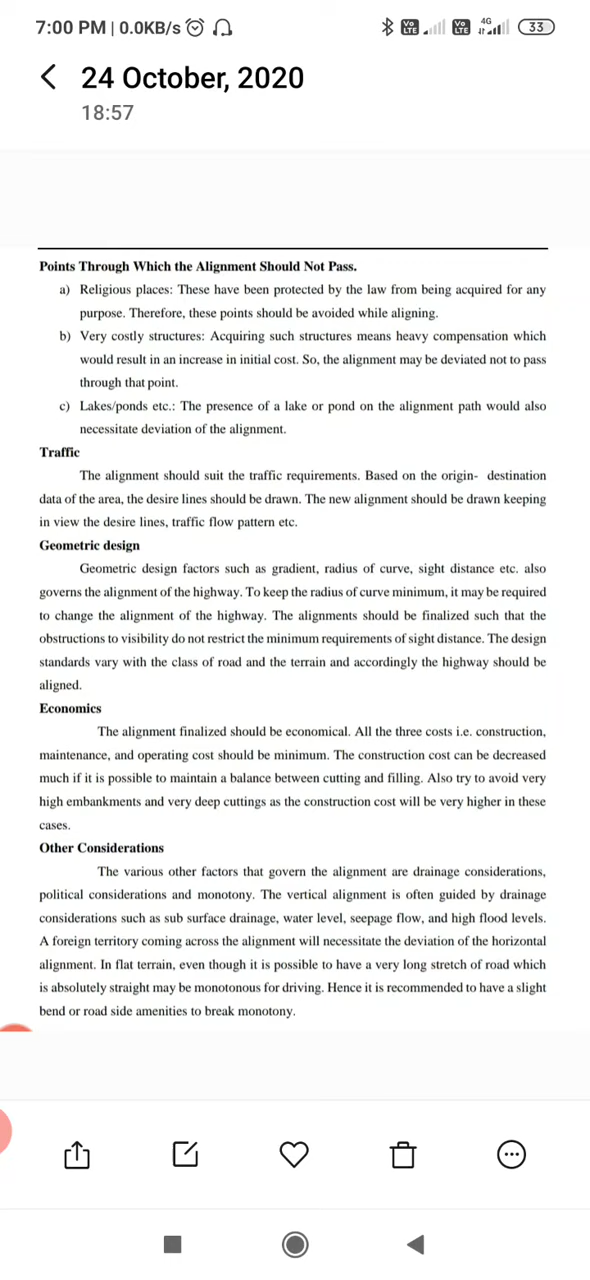 7:00 PM | 0.0KB/s
Vo LTE Vo LTE 4G 33
24 October, 2020
18:57
Points Through Which the Alignment Should Not Pass.
a) Religious places: These have been protected by the law from being acquired for any
purpose. Therefore, these points should be avoided while aligning.
b) Very costly structures: Acquiring such structures means heavy compensation which
would result in an increase in initial cost. So, the alignment may be deviated not to pass
through that point.
c) Lakes/ponds etc.: The presence of a lake or pond on the alignment path would also
necessitate deviation of the alignment.
Traffic
The alignment should suit the traffic requirements. Based on the origin- destination
data of the area, the desire lines should be drawn. The new alignment should be drawn keeping
in view the desire lines, traffic flow pattern etc.
Geometric design
Geometric design factors such as gradient, radius of curve, sight distance etc. also
governs the alignment of the highway. To keep the radius of curve minimum, it may be required
to change the alignment of the highway. The alignments should be finalized such that the
obstructions to visibility do not restrict the minimum requirements of sight distance. The design
standards vary with the class of road and the terrain and accordingly the highway should be
aligned.
Economics
The alignment finalized should be economical. All the three costs i.e. construction,
maintenance, and operating cost should be minimum. The construction cost can be decreased
much if it is possible to maintain a balance between cutting and filling. Also try to avoid very
high embankments and very deep cuttings as the construction cost will be very higher in these
cases.
Other Considerations
The various other factors that govern the alignment are drainage considerations,
political considerations and monotony. The vertical alignment is often guided by drainage
considerations such as sub surface drainage, water level, seepage flow, and high flood levels.
A foreign territory coming across the alignment will necessitate the deviation of the horizontal
alignment. In flat terrain, even though it is possible to have a very long stretch of road which
is absolutely straight may be monotonous for driving. Hence it is recommended to have a slight
bend or road side amenities to break monotony.